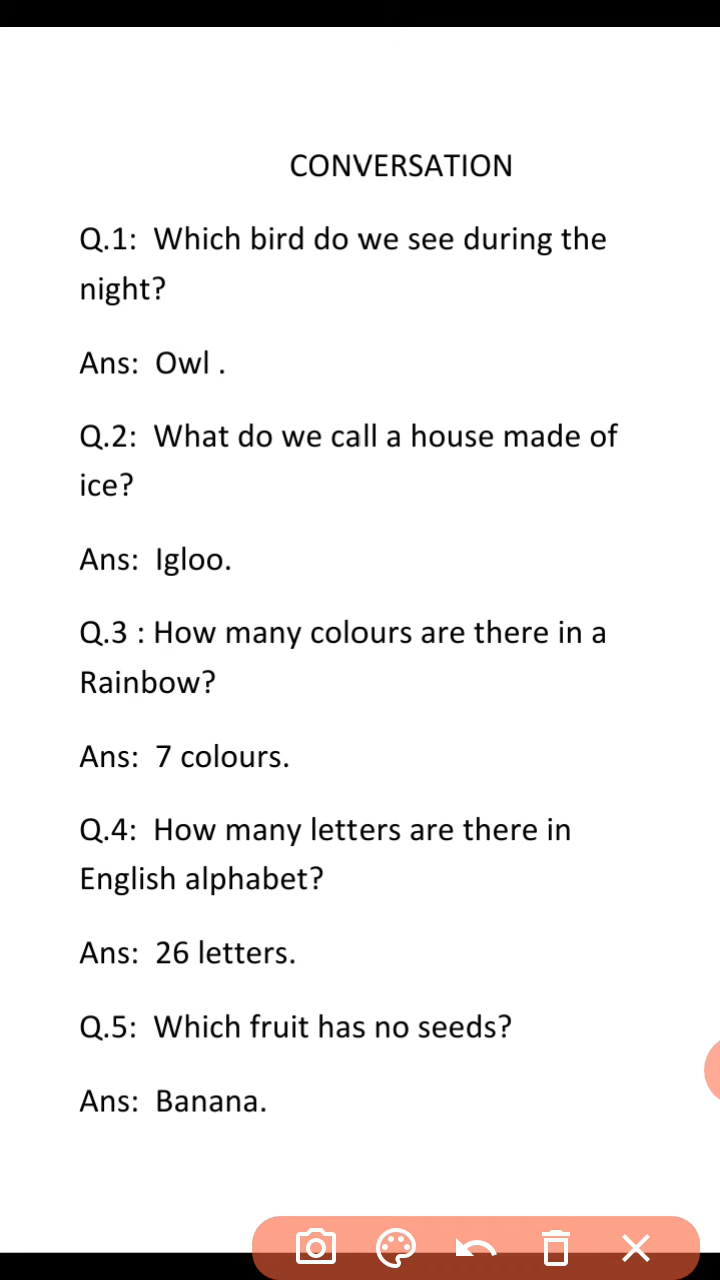 CONVERSATION
Q.1: Which bird do we see during the
night?
Ans: Owl .
Q.2: What do we call a house made of
ice?
Ans: Igloo.
Q.3 : How many colours are there in a
Rainbow?
Ans: 7 colours.
Q.4: How many letters are there in
English alphabet?
Ans: 26 letters.
Q.5: Which fruit has no seeds?
Ans: Banana.